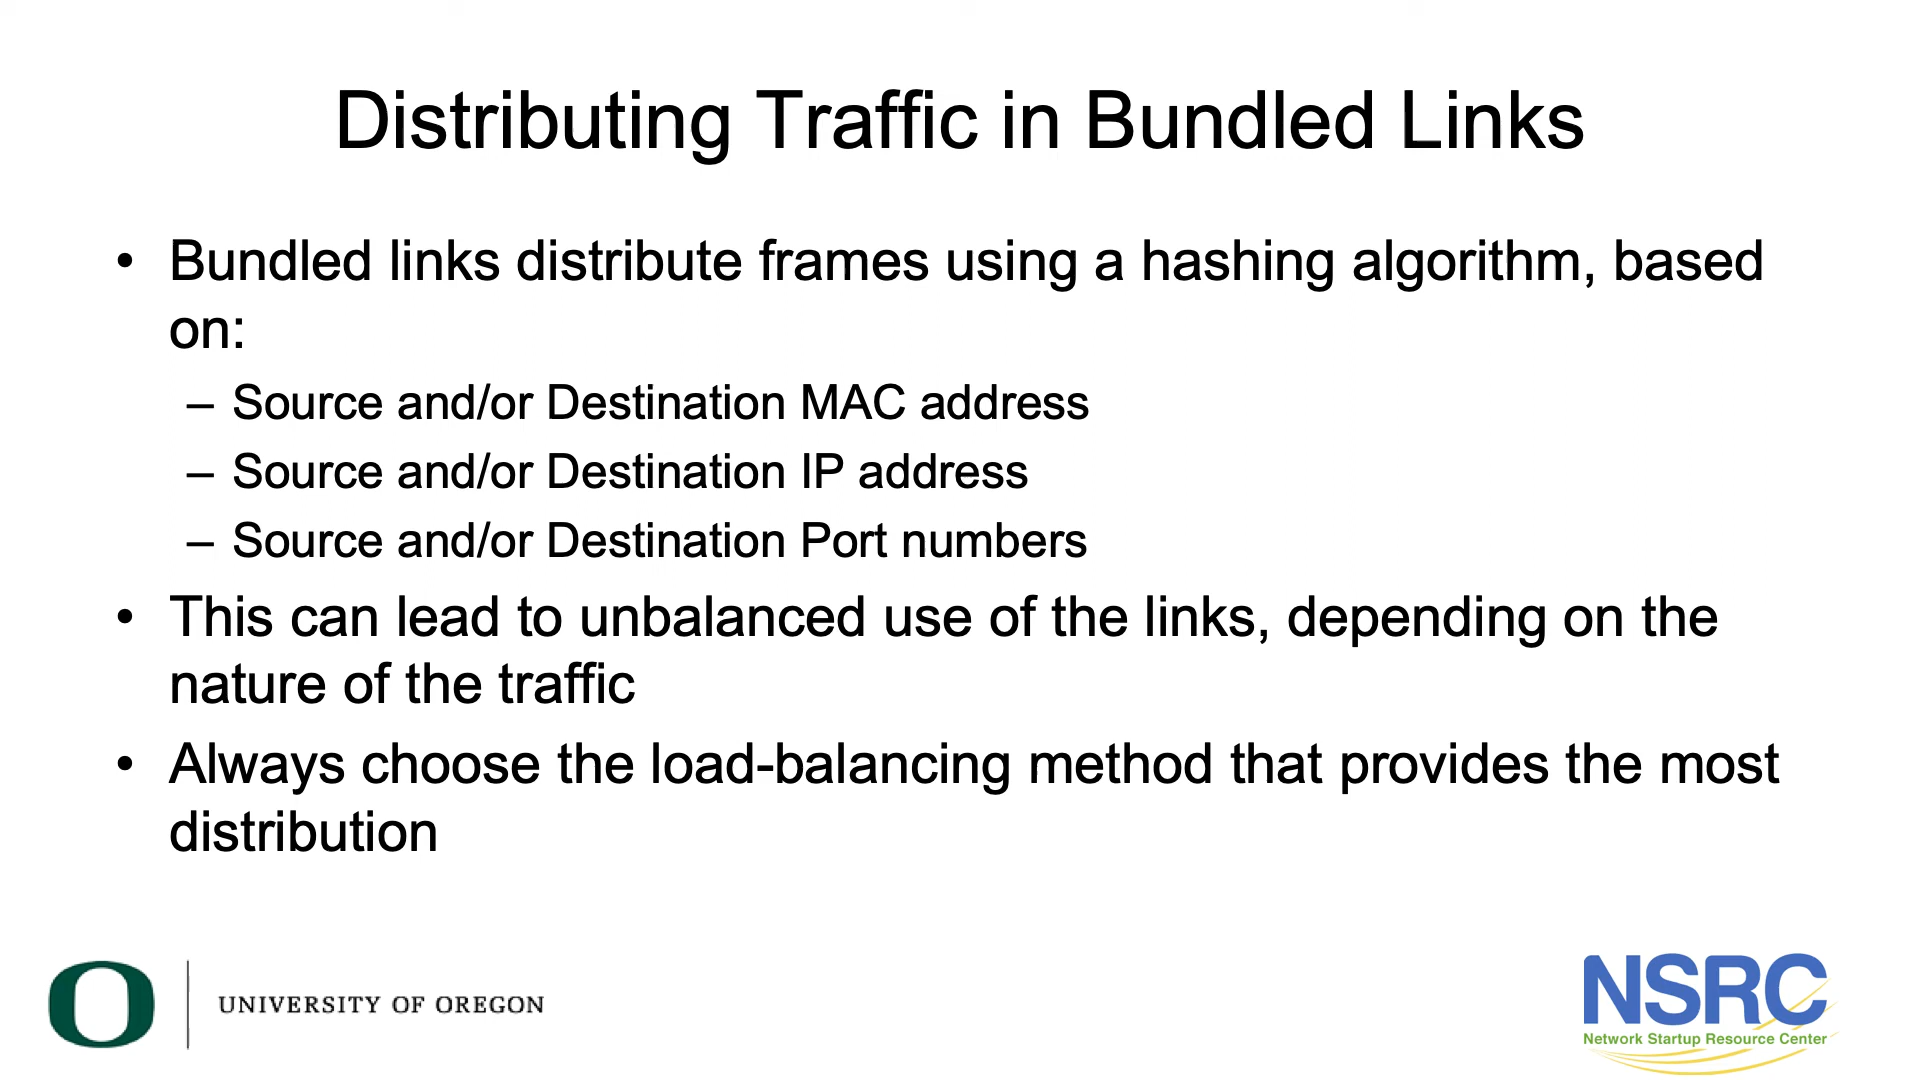 Distributing Traffic in Bundled Links
• Bundled links distribute frames using a hashing algorithm, based
on:
– Source and/or Destination MAC address
– Source and/or Destination IP address
– Source and/or Destination Port numbers
• This can lead to unbalanced use of the links, depending on the
nature of the traffic
• Always choose the load-balancing method that provides the most
distribution
O
UNIVERSITY OF OREGON
NSRC
Network Startup Resource Center